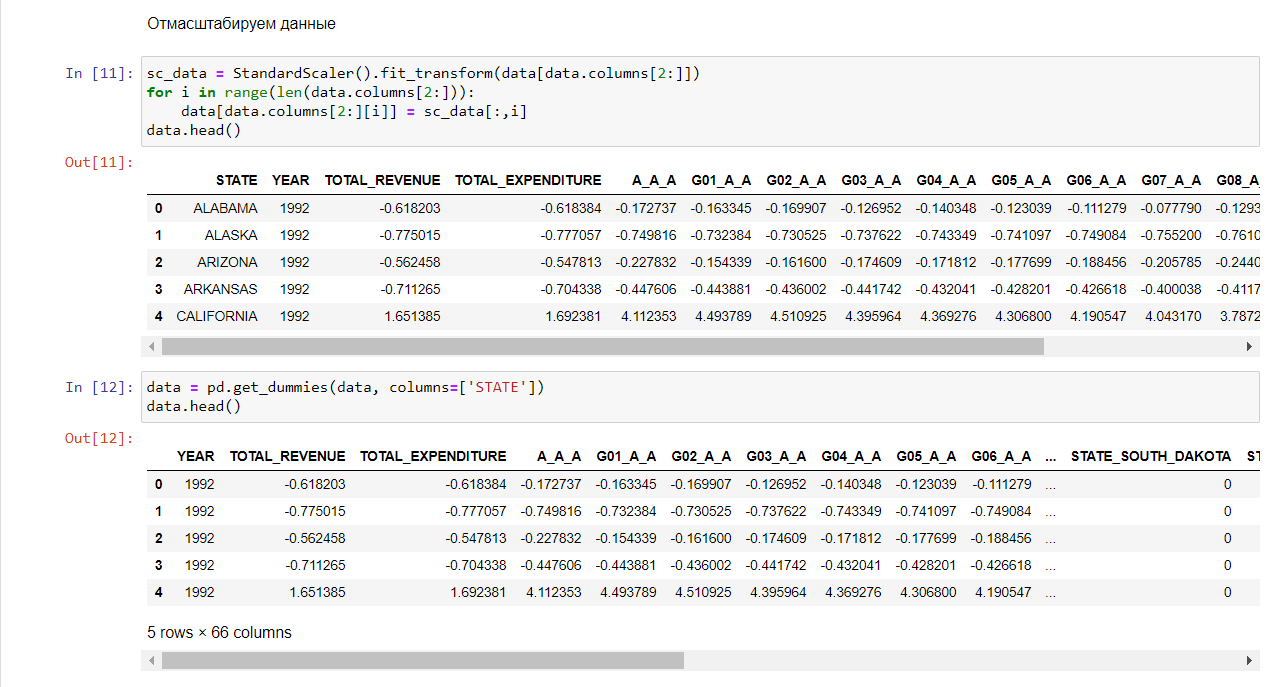 Отмасштабируем данные
In [11]: sc_data = StandardScaler().fit_transform(data[data.columns[2:]])
for i in range(len(data.columns[2:])):
    data[data.columns[2:][i]] = sc_data[:,i]
data.head()
Out[11]:
STATE YEAR TOTAL_REVENUE TOTAL_EXPENDITURE A_A_A G01_A_A G02_A_A G03_A_A G04_A_A G05_A_A G06_A_A G07_A_A G08_A_
0 ALABAMA 1992 -0.618203 -0.618384 -0.172737 -0.163345 -0.169907 -0.126952 -0.140348 -0.123039 -0.111279 -0.077790 -0.1293
1 ALASKA 1992 -0.775015 -0.777057 -0.749816 -0.732384 -0.730525 -0.737622 -0.743349 -0.741097 -0.749084 -0.755200 -0.7610
2 ARIZONA 1992 -0.562458 -0.547813 -0.227832 -0.154339 -0.161600 -0.174609 -0.171812 -0.177699 -0.188456 -0.205785 -0.2440
3 ARKANSAS 1992 -0.711265 -0.704338 -0.447606 -0.443881 -0.436002 -0.441742 -0.432041 -0.428201 -0.426618 -0.400038 -0.4117
4 CALIFORNIA 1992 1.651385 1.692381 4.112353 4.493789 4.510925 4.395964 4.369276 4.306800 4.190547 4.043170 3.7872
In [12]: data = pd.get_dummies(data, columns=['STATE'])
data.head()
Out[12]:
YEAR TOTAL_REVENUE TOTAL_EXPENDITURE A_A_A G01_A_A G02_A_A G03_A_A G04_A_A G05_A_A G06_A_A ... STATE_SOUTH_DAKOTA ST
0 1992 -0.618203 -0.618384 -0.172737 -0.163345 -0.169907 -0.126952 -0.140348 -0.123039 -0.111279 ... 0
1 1992 -0.775015 -0.777057 -0.749816 -0.732384 -0.730525 -0.737622 -0.743349 -0.741097 -0.749084 ... 0
2 1992 -0.562458 -0.547813 -0.227832 -0.154339 -0.161600 -0.174609 -0.171812 -0.177699 -0.188456 ... 0
3 1992 -0.711265 -0.704338 -0.447606 -0.443881 -0.436002 -0.441742 -0.432041 -0.428201 -0.426618 ... 0
4 1992 1.651385 1.692381 4.112353 4.493789 4.510925 4.395964 4.369276 4.306800 4.190547 ... 0
5 rows × 66 columns